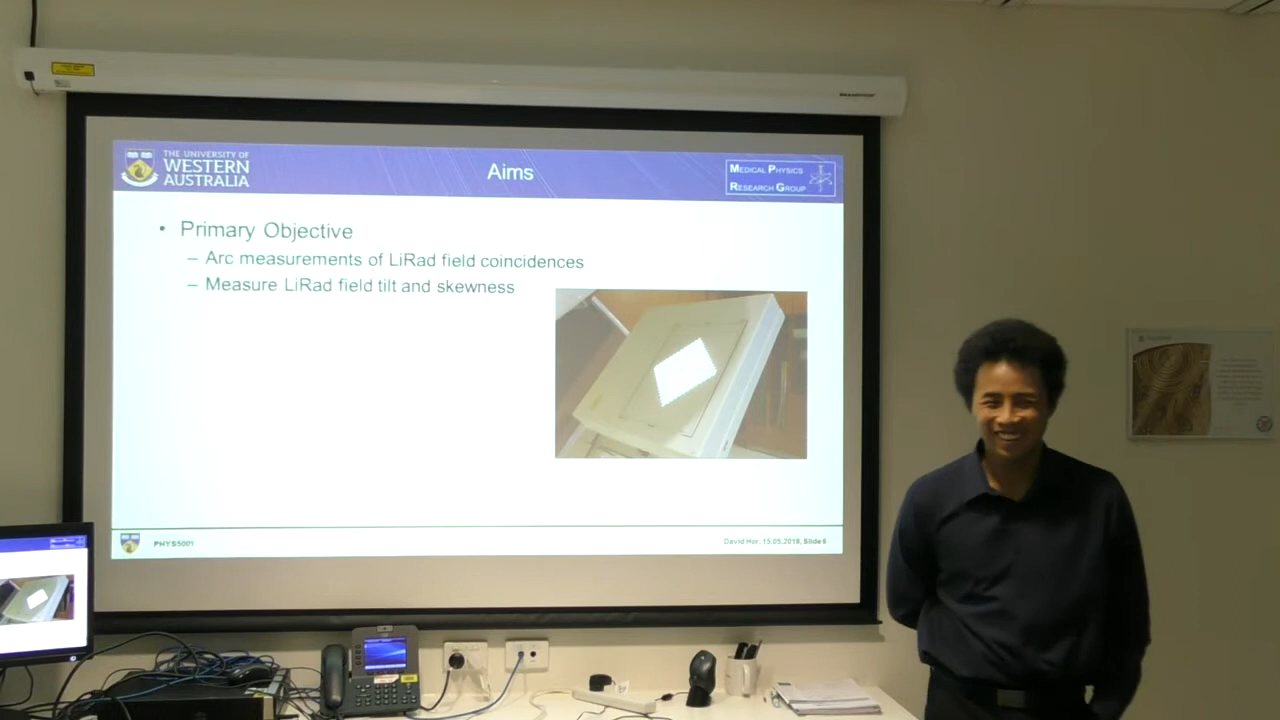 THE UNIVERSITY OF
WESTERN
AUSTRALIA
Aims
MEDICAL PHYSICS
RESEARCH GROUP
• Primary Objective
– Arc measurements of LiRad field coincidences
– Measure LiRad field tilt and skewness
PHYS5001
David Hor, 15.05.2019, Slide 6